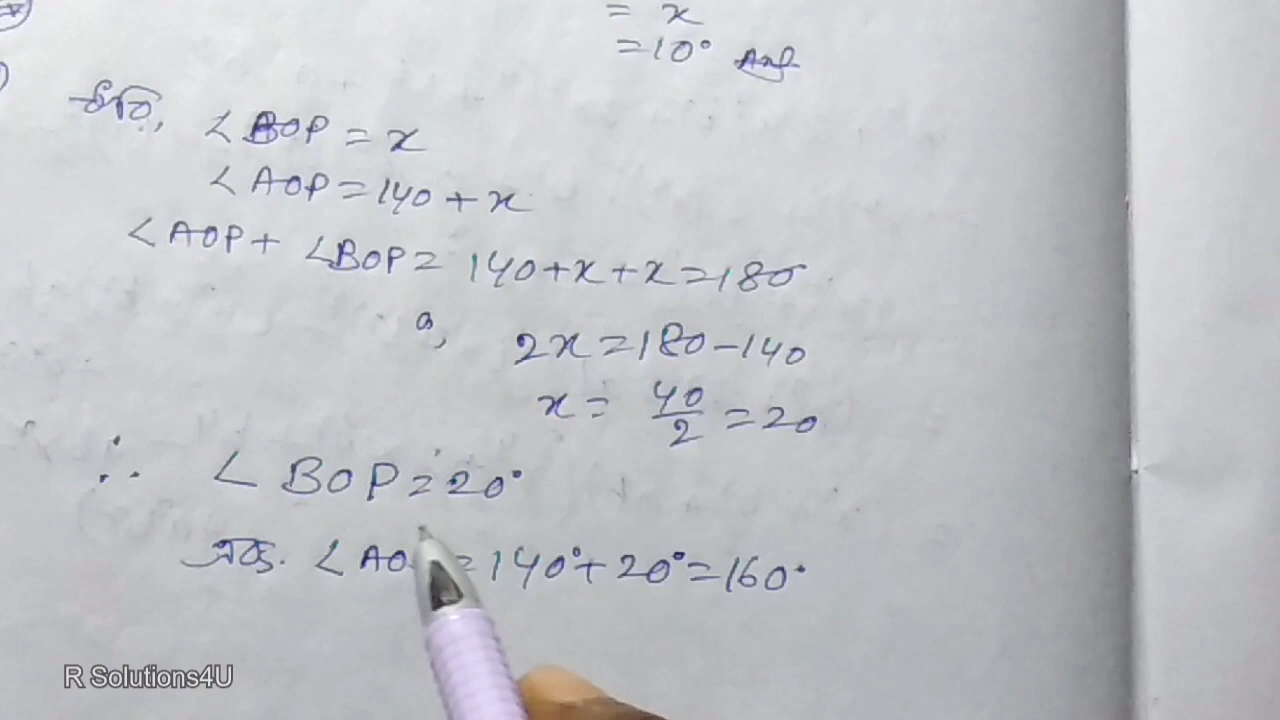 = x
= 10° Ans
ধরি, ∠BOP = x
∠AOP = 140 + x
∠AOP + ∠BOP = 140 + x + x = 180
বা, 2x = 180 - 140
x = 40/2 = 20
∴ ∠BOP = 20°
এবং ∠AO = 140° + 20° = 160°
R Solutions4U